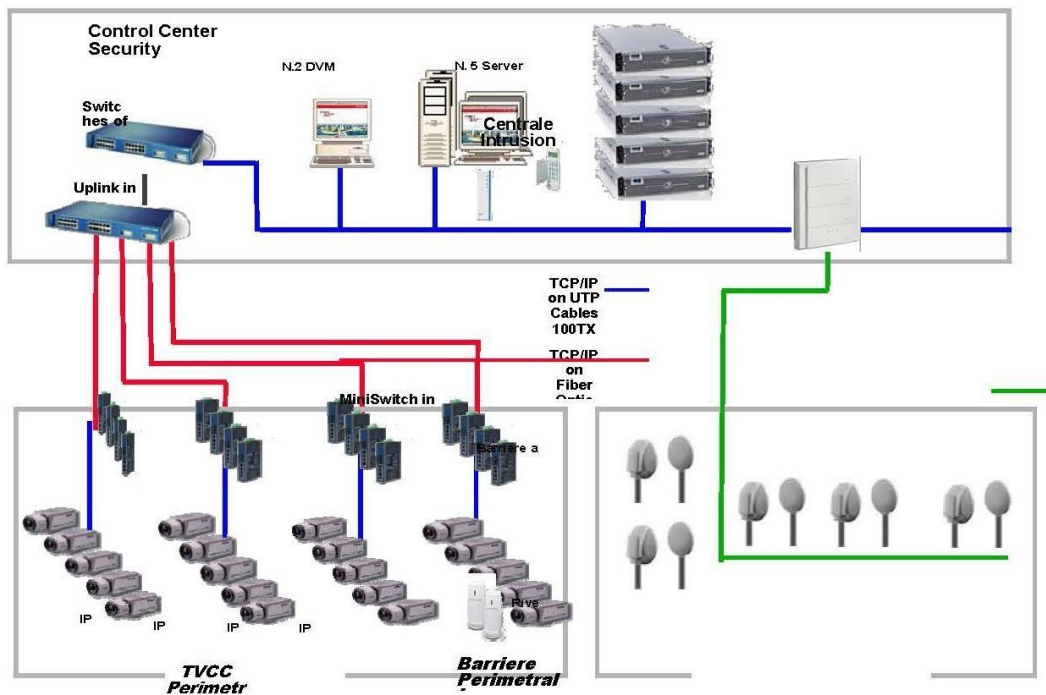 Control Center
Security
N.2 DVM
N. 5 Server
Switc
hes of
Centrale
Intrusion
Uplink in
TCP/IP
on UTP
Cables
100TX
TCP/IP
on
Fiber
MiniSwitch in
Barriere a
Rive
IP
IP
IP
IP
TVCC
Perimetr
Barriere
Perimetral